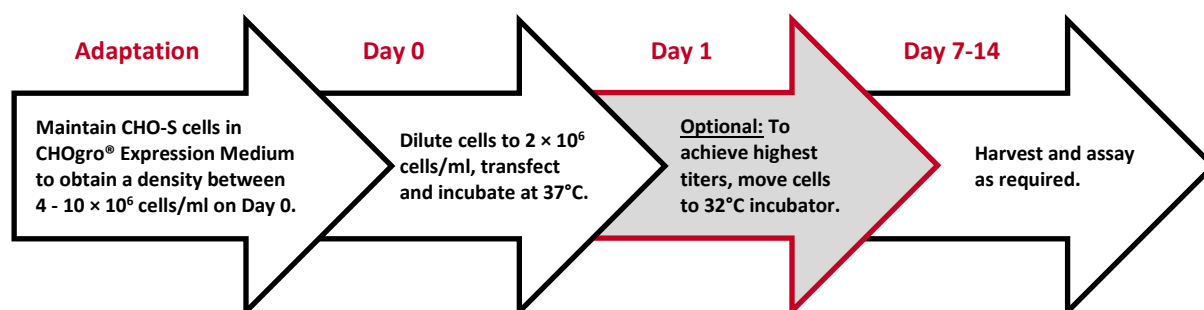 Adaptation
Maintain CHO-S cells in
CHOgro® Expression Medium
to obtain a density between
4 - 10 × 10⁶ cells/ml on Day 0.
Day 0
Dilute cells to 2 × 10⁶
cells/ml, transfect
and incubate at 37°C.
Day 1
Optional: To
achieve highest
titers, move cells
to 32°C incubator.
Day 7-14
Harvest and assay
as required.